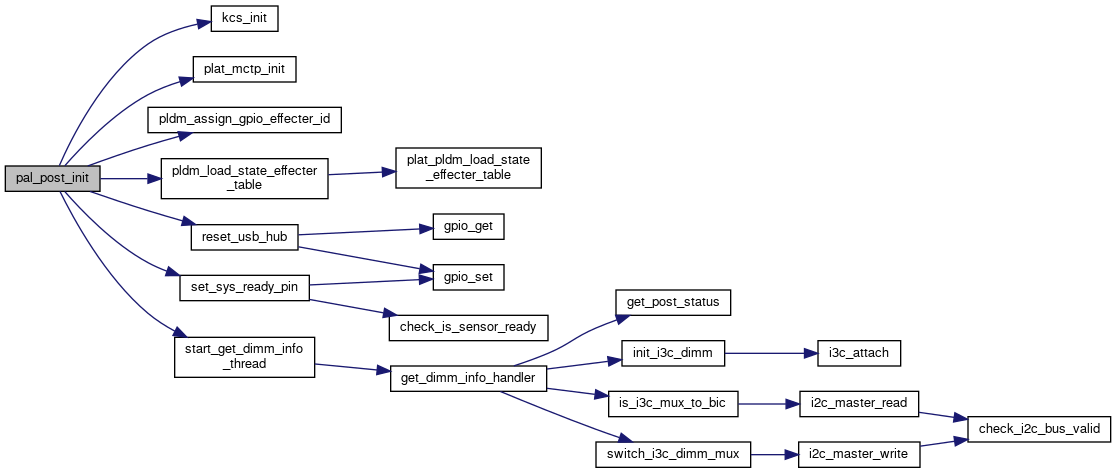 kcs_init
plat_mctp_init
pldm_assign_gpio_effecter_id
pal_post_init
pldm_load_state_effecter
_table
plat_pldm_load_state
_effecter_table
reset_usb_hub
gpio_get
set_sys_ready_pin
gpio_set
check_is_sensor_ready
start_get_dimm_info
_thread
get_dimm_info_handler
get_post_status
init_i3c_dimm
i3c_attach
is_i3c_mux_to_bic
i2c_master_read
switch_i3c_dimm_mux
i2c_master_write
check_i2c_bus_valid